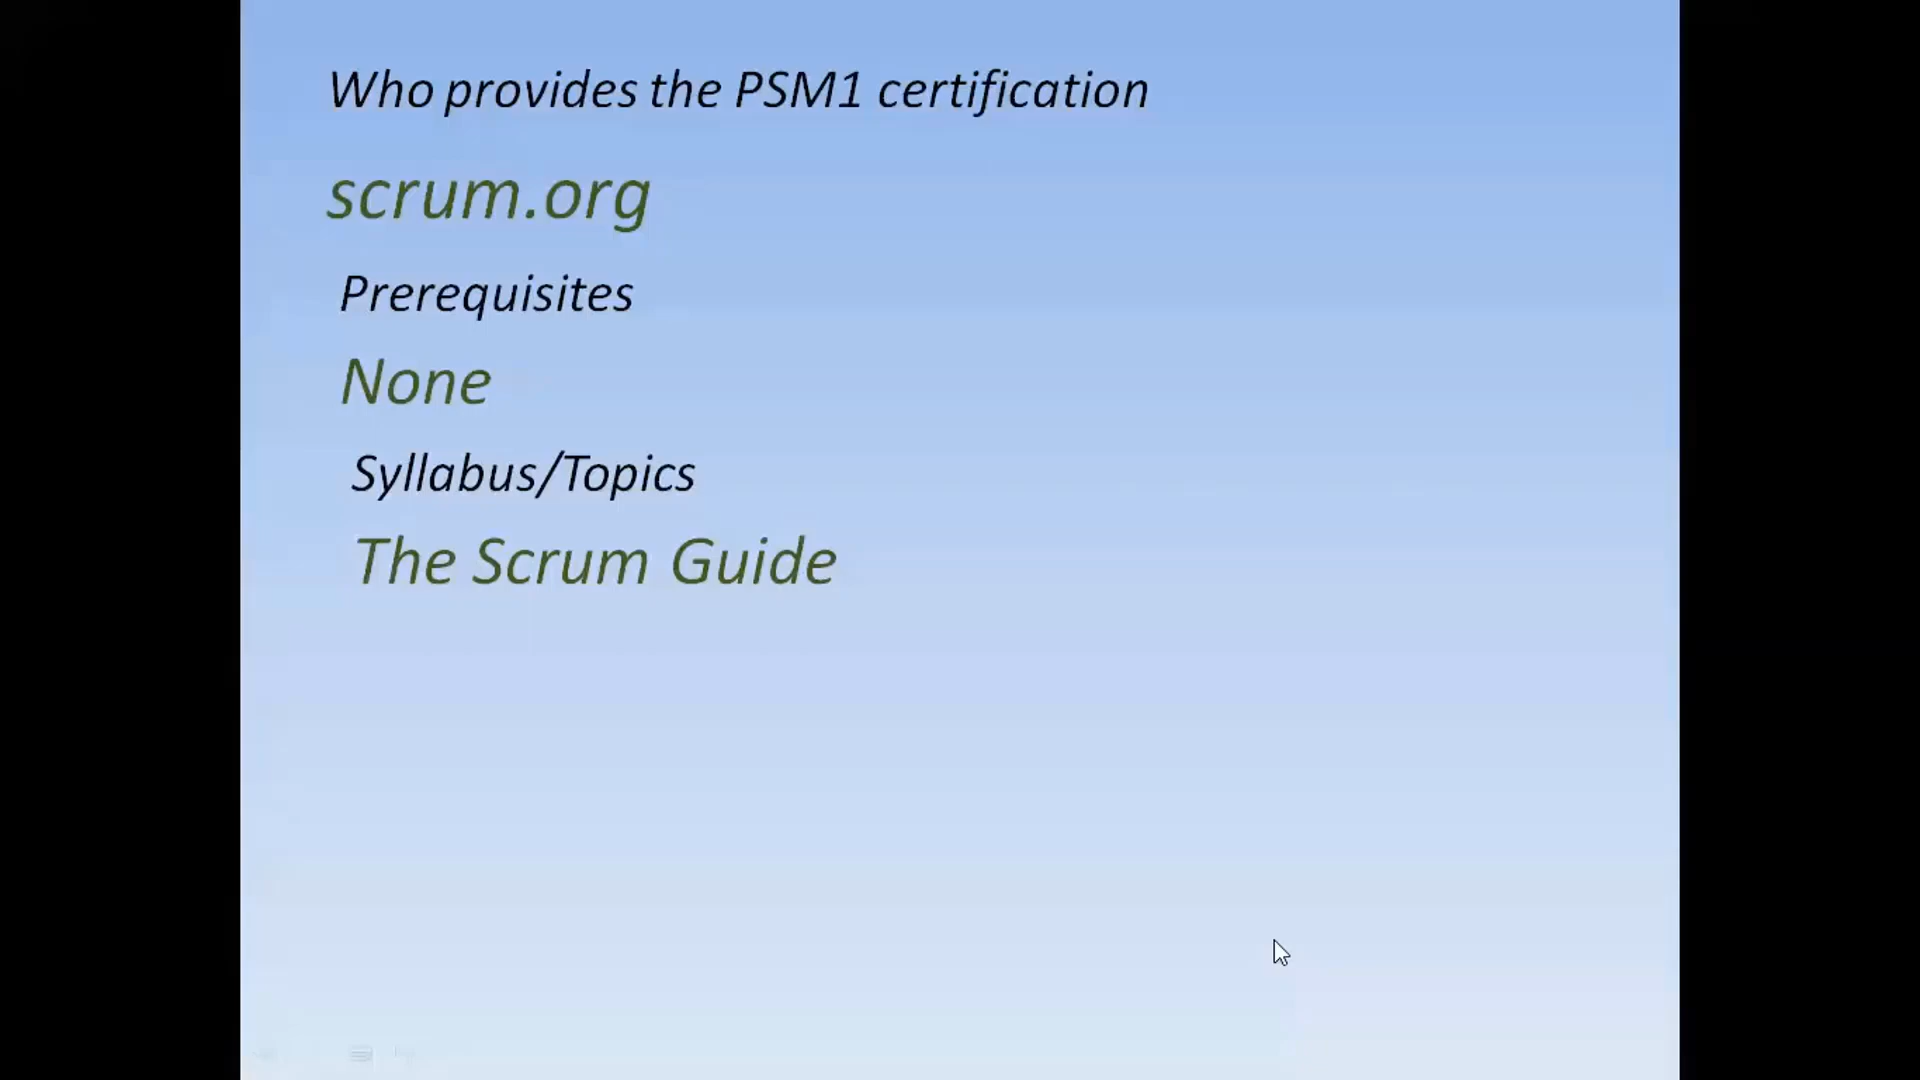 Who provides the PSM1 certification
scrum.org
Prerequisites
None
Syllabus/Topics
The Scrum Guide